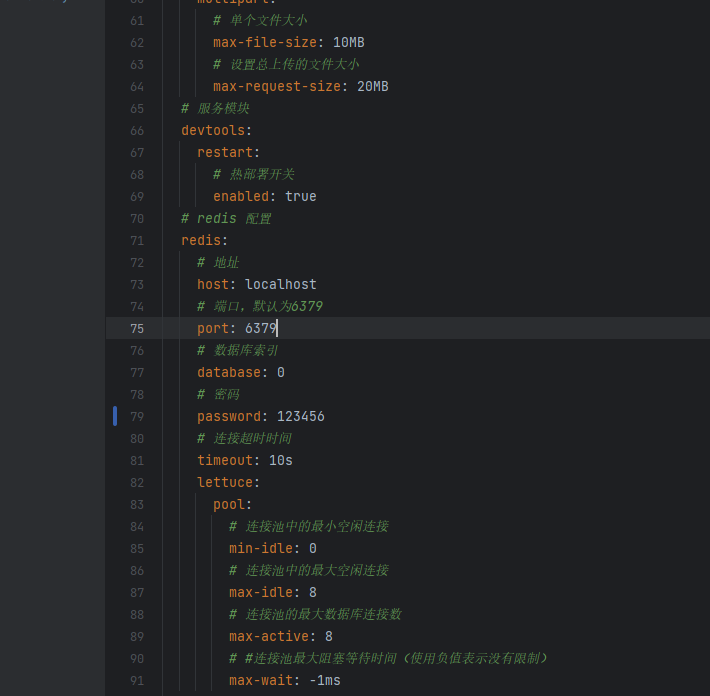 61 # 单个文件大小
62 max-file-size: 10MB
63 # 设置总上传的文件大小
64 max-request-size: 20MB
65 # 服务模块
66 devtools:
67 restart:
68 # 热部署开关
69 enabled: true
70 # redis 配置
71 redis:
72 # 地址
73 host: localhost
74 # 端口，默认为6379
75 port: 6379
76 # 数据库索引
77 database: 0
78 # 密码
79 password: 123456
80 # 连接超时时间
81 timeout: 10s
82 lettuce:
83 pool:
84 # 连接池中的最小空闲连接
85 min-idle: 0
86 # 连接池中的最大空闲连接
87 max-idle: 8
88 # 连接池的最大数据库连接数
89 max-active: 8
90 # #连接池最大阻塞等待时间（使用负值表示没有限制）
91 max-wait: -1ms